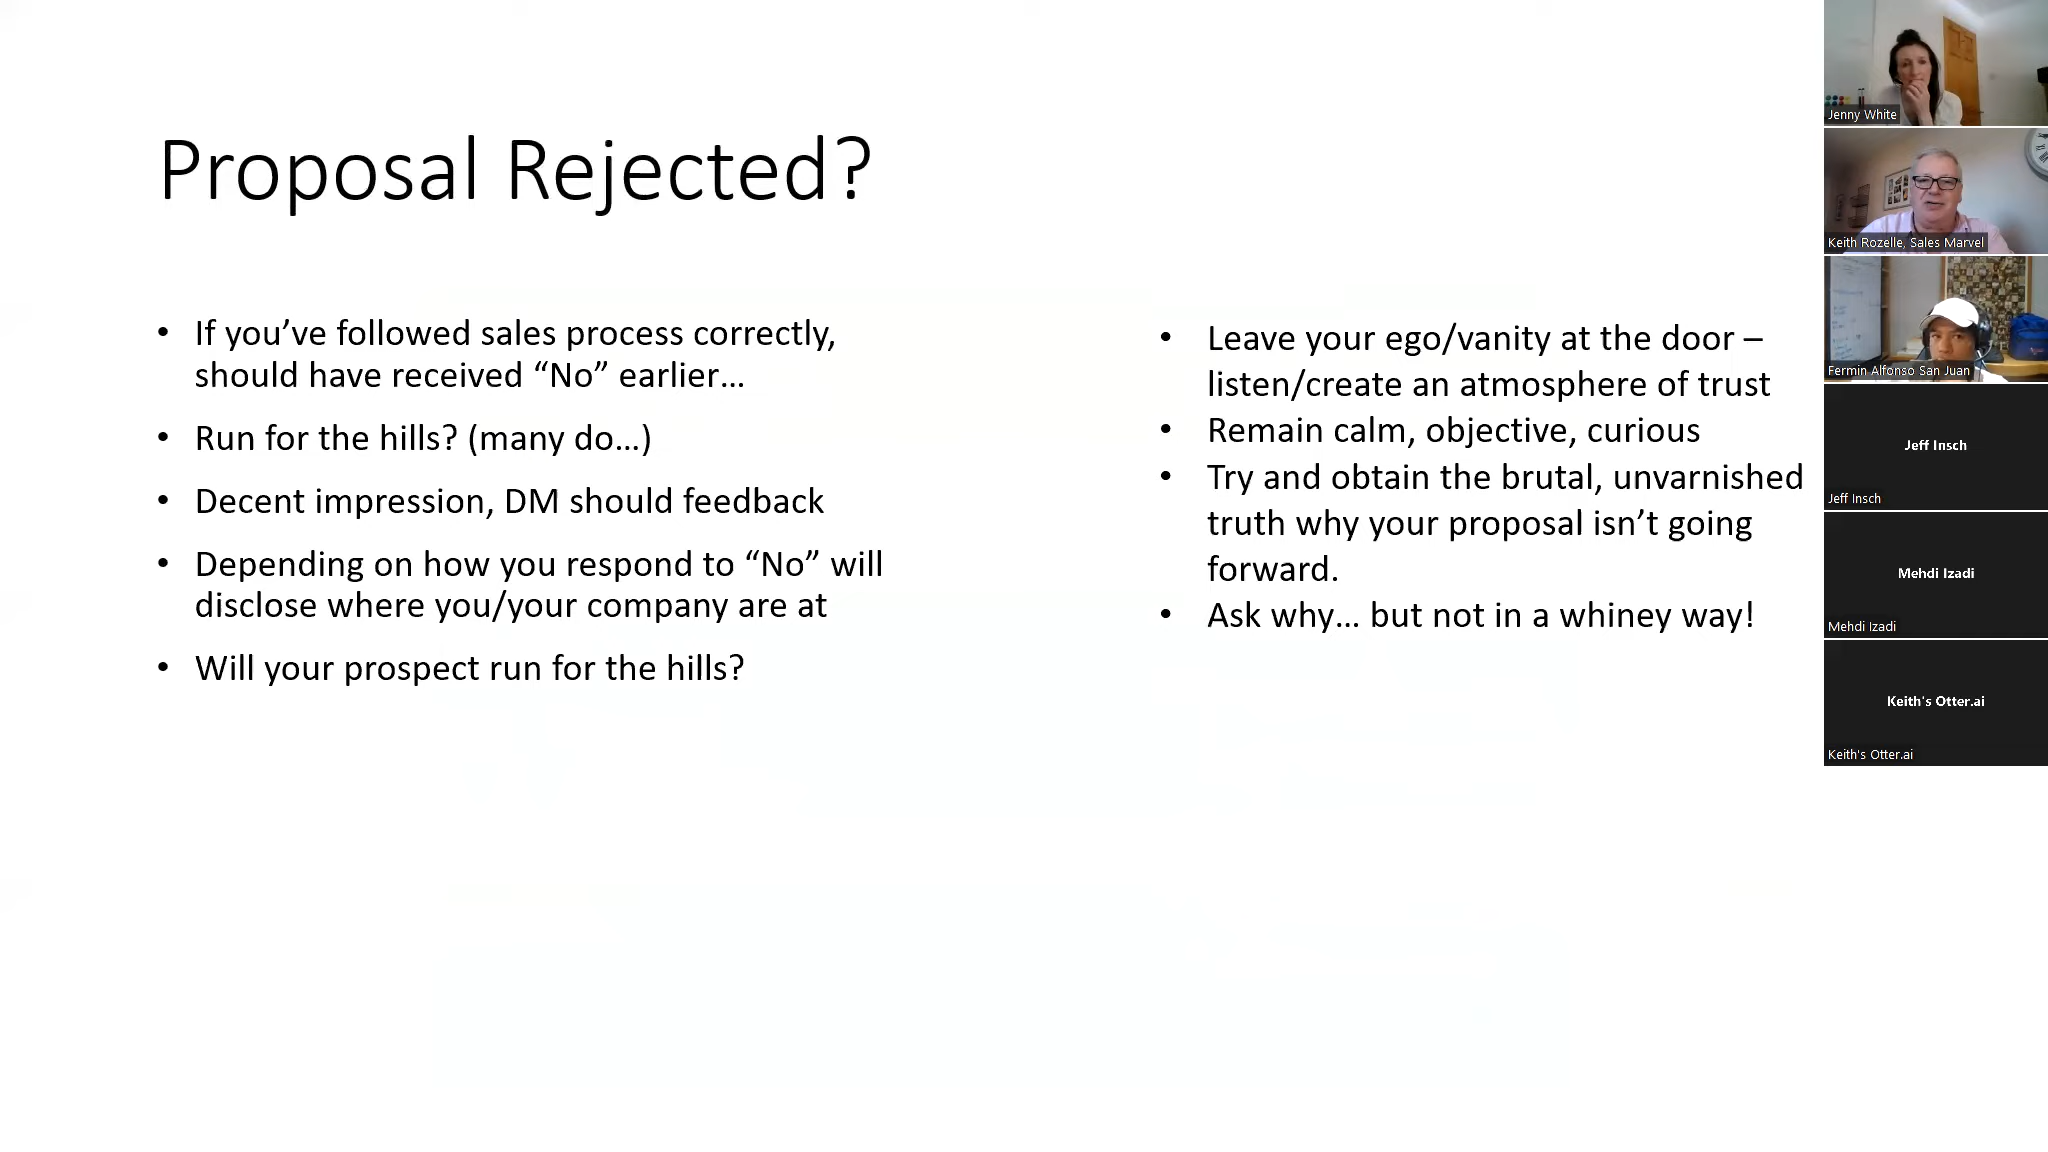 Proposal Rejected?
• If you’ve followed sales process correctly,
should have received “No” earlier…
• Run for the hills? (many do…)
• Decent impression, DM should feedback
• Depending on how you respond to “No” will
disclose where you/your company are at
• Will your prospect run for the hills?
• Leave your ego/vanity at the door –
listen/create an atmosphere of trust
• Remain calm, objective, curious
• Try and obtain the brutal, unvarnished
truth why your proposal isn’t going
forward.
• Ask why… but not in a whiney way!
Jenny White
Keith Rozelle, Sales Marvel
Fermin Alfonso San Juan
Jeff Insch
Jeff Insch
Mehdi Izadi
Mehdi Izadi
Keith's Otter.ai
Keith's Otter.ai